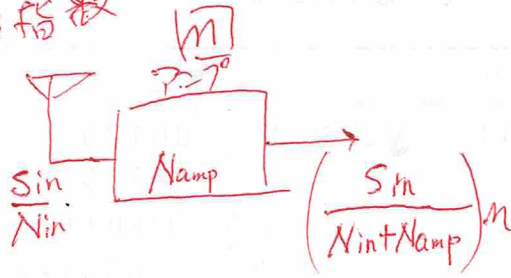 指数
m
アンプ
Namp
Sin
Nin
(Sin
Nin+Namp) m